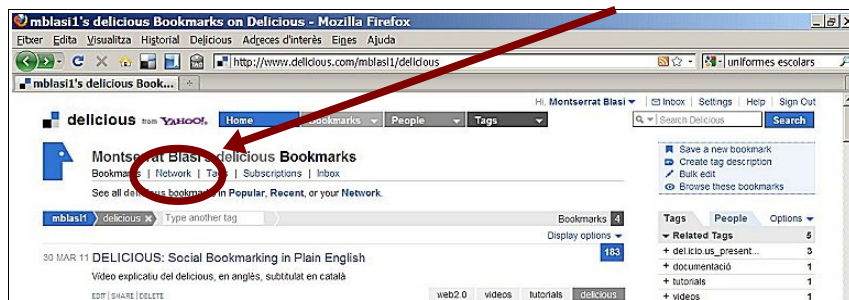 mblasi1's delicious Bookmarks on Delicious - Mozilla Firefox
Fitxer Edita Visualitza Historial Delicious Adreces d'interès Eines Ajuda
http://www.delicious.com/mblasi1/delicious uniformes escolars
mblasi1's delicious Book...
Hi, Montserrat Blasi Inbox | Settings | Help | Sign Out
delicious from YAHOO! Home Bookmarks People Tags Search Delicious Search
Montserrat Blasi's delicious Bookmarks
Bookmarks | Network | Tags | Subscriptions | Inbox
See all delicious bookmarks in Popular, Recent, or your Network.
Save a new bookmark
Create tag description
Bulk edit
Browse these bookmarks
mblasi1 delicious Type another tag Bookmarks 4
Display options
30 MAR 11 DELICIOUS: Social Bookmarking in Plain English 183
Vídeo explicatiu del delicious, en anglès, subtitulat en català
EDIT | SHARE | DELETE web2.0 videos tutorials delicious
Tags People Options
Related Tags 5
+ del.icio.us_present... 3
+ documentació 1
+ tutorials 1
+ videos 1